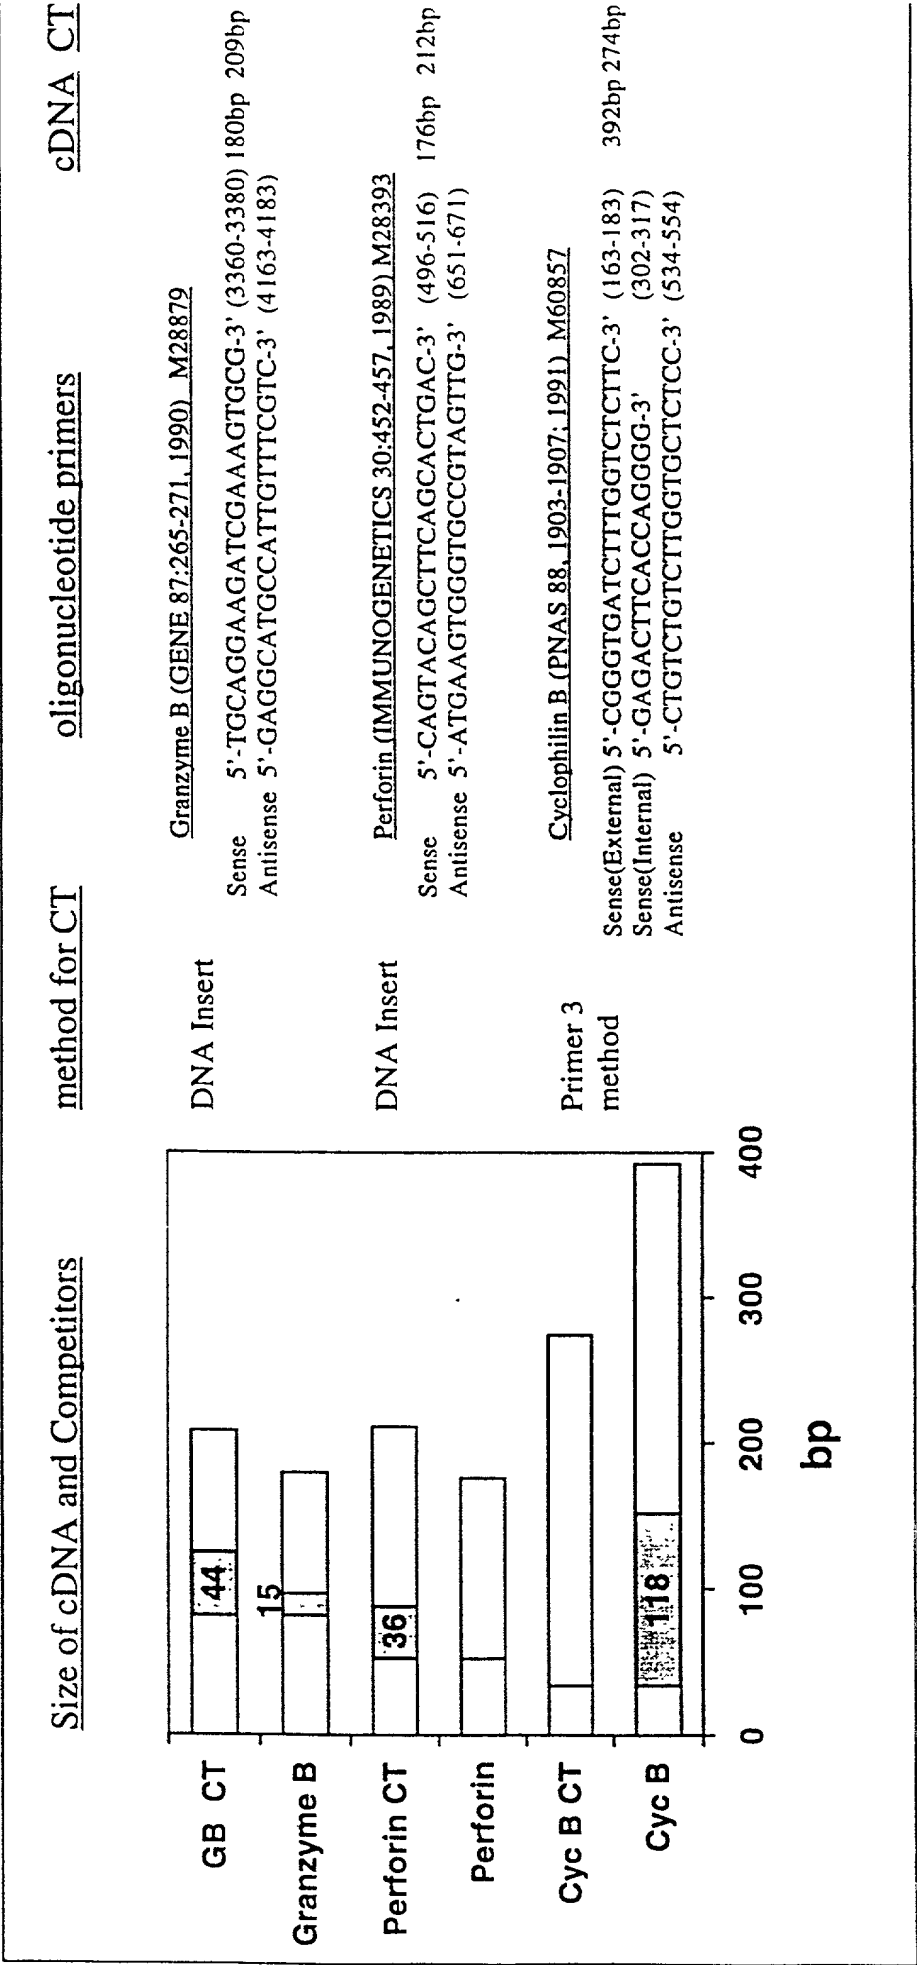 Size of cDNA and Competitors
method for CT
oligonucleotide primers
cDNA CT
GB CT
44
Granzyme B
15
Perforin CT
36
Perforin
Cyc B CT
Cyc B
118
0 100 200 300 400
bp
DNA Insert
Granzyme B (GENE 87:265-271, 1990) M28879
Sense 5'-TGCAGGAAGATCGAAAGTGCG-3' (3360-3380) 180bp 209bp
Antisense 5'-GAGGCATGCCATTGTTTCGTC-3' (4163-4183)
DNA Insert
Perforin (IMMUNOGENETICS 30:452-457, 1989) M28393
Sense 5'-CAGTACAGCTTCAGCACTGAC-3' (496-516) 176bp 212bp
Antisense 5'-ATGAAGTGGGTGCCGTAGTTG-3' (651-671)
Primer 3
method
Cyclophilin B (PNAS 88, 1903-1907; 1991) M60857
Sense(External) 5'-CGGGTGATCTTTGGTCTCTTC-3' (163-183) 392bp 274bp
Sense(Internal) 5'-GAGACTTCACCAGGGG-3' (302-317)
Antisense 5'-CTGTCTGTCTTGGTGCTCTCC-3' (534-554)